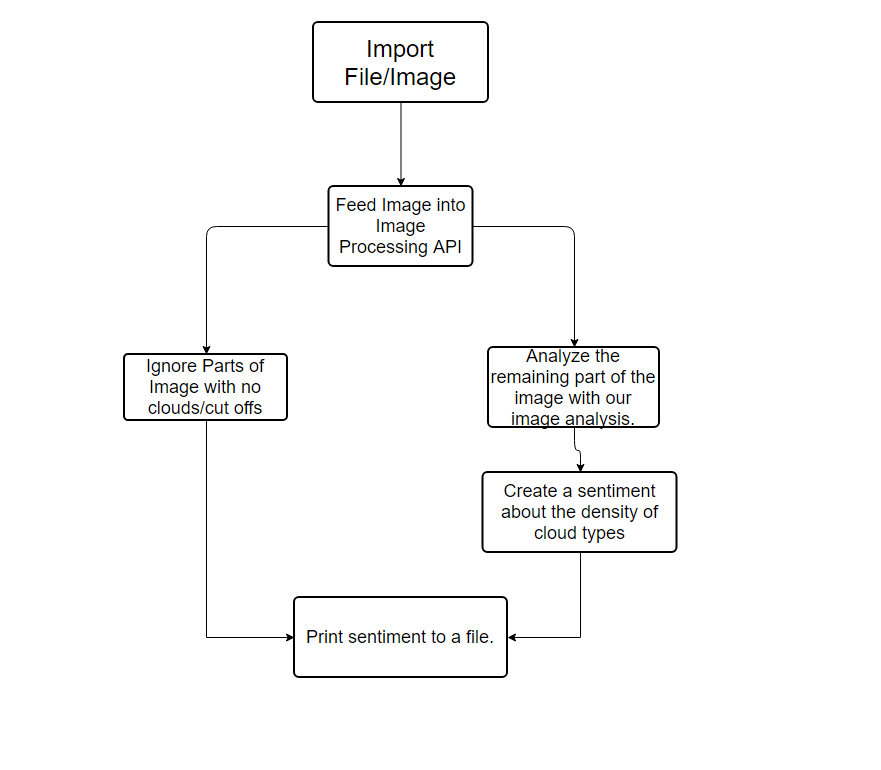 Import
File/Image
Feed Image into
Image
Processing API
Ignore Parts of
Image with no
clouds/cut offs
Analyze the
remaining part of the
image with our
image analysis.
Create a sentiment
about the density of
cloud types
Print sentiment to a file.